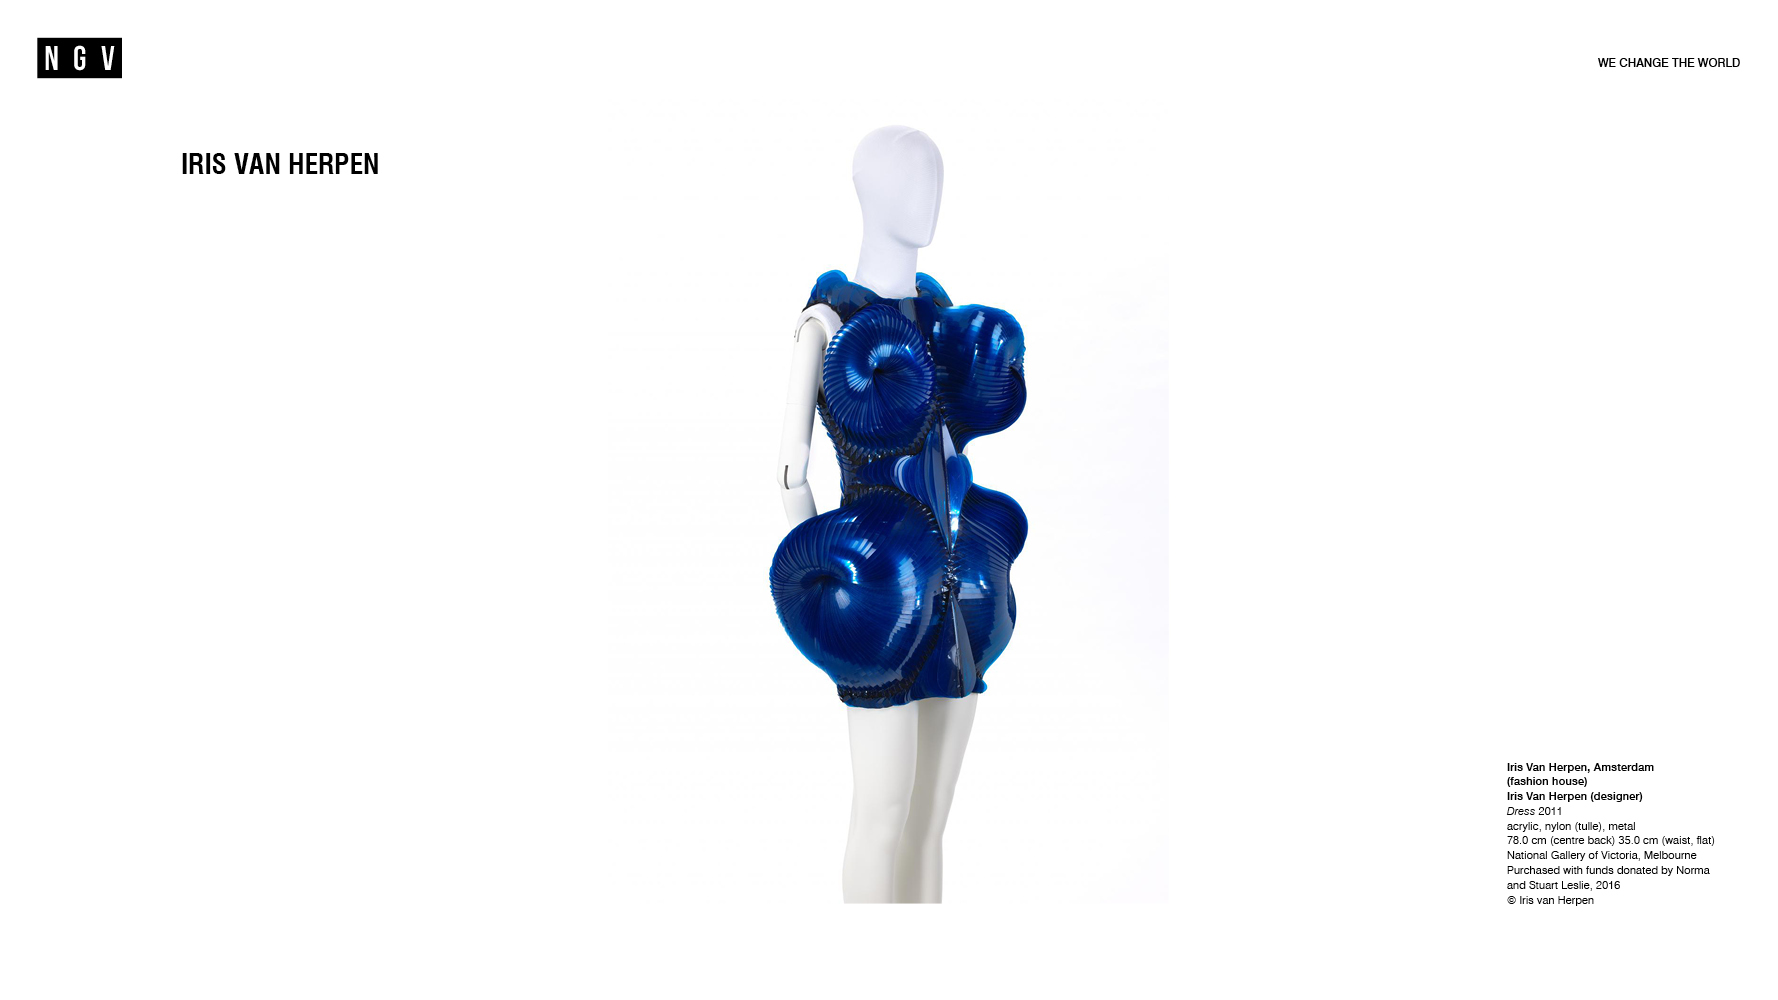 NGV
WE CHANGE THE WORLD
IRIS VAN HERPEN
Iris Van Herpen, Amsterdam
(fashion house)
Iris Van Herpen (designer)
Dress 2011
acrylic, nylon (tulle), metal
78.0 cm (centre back) 35.0 cm (waist, flat)
National Gallery of Victoria, Melbourne
Purchased with funds donated by Norma
and Stuart Leslie, 2016
© Iris van Herpen